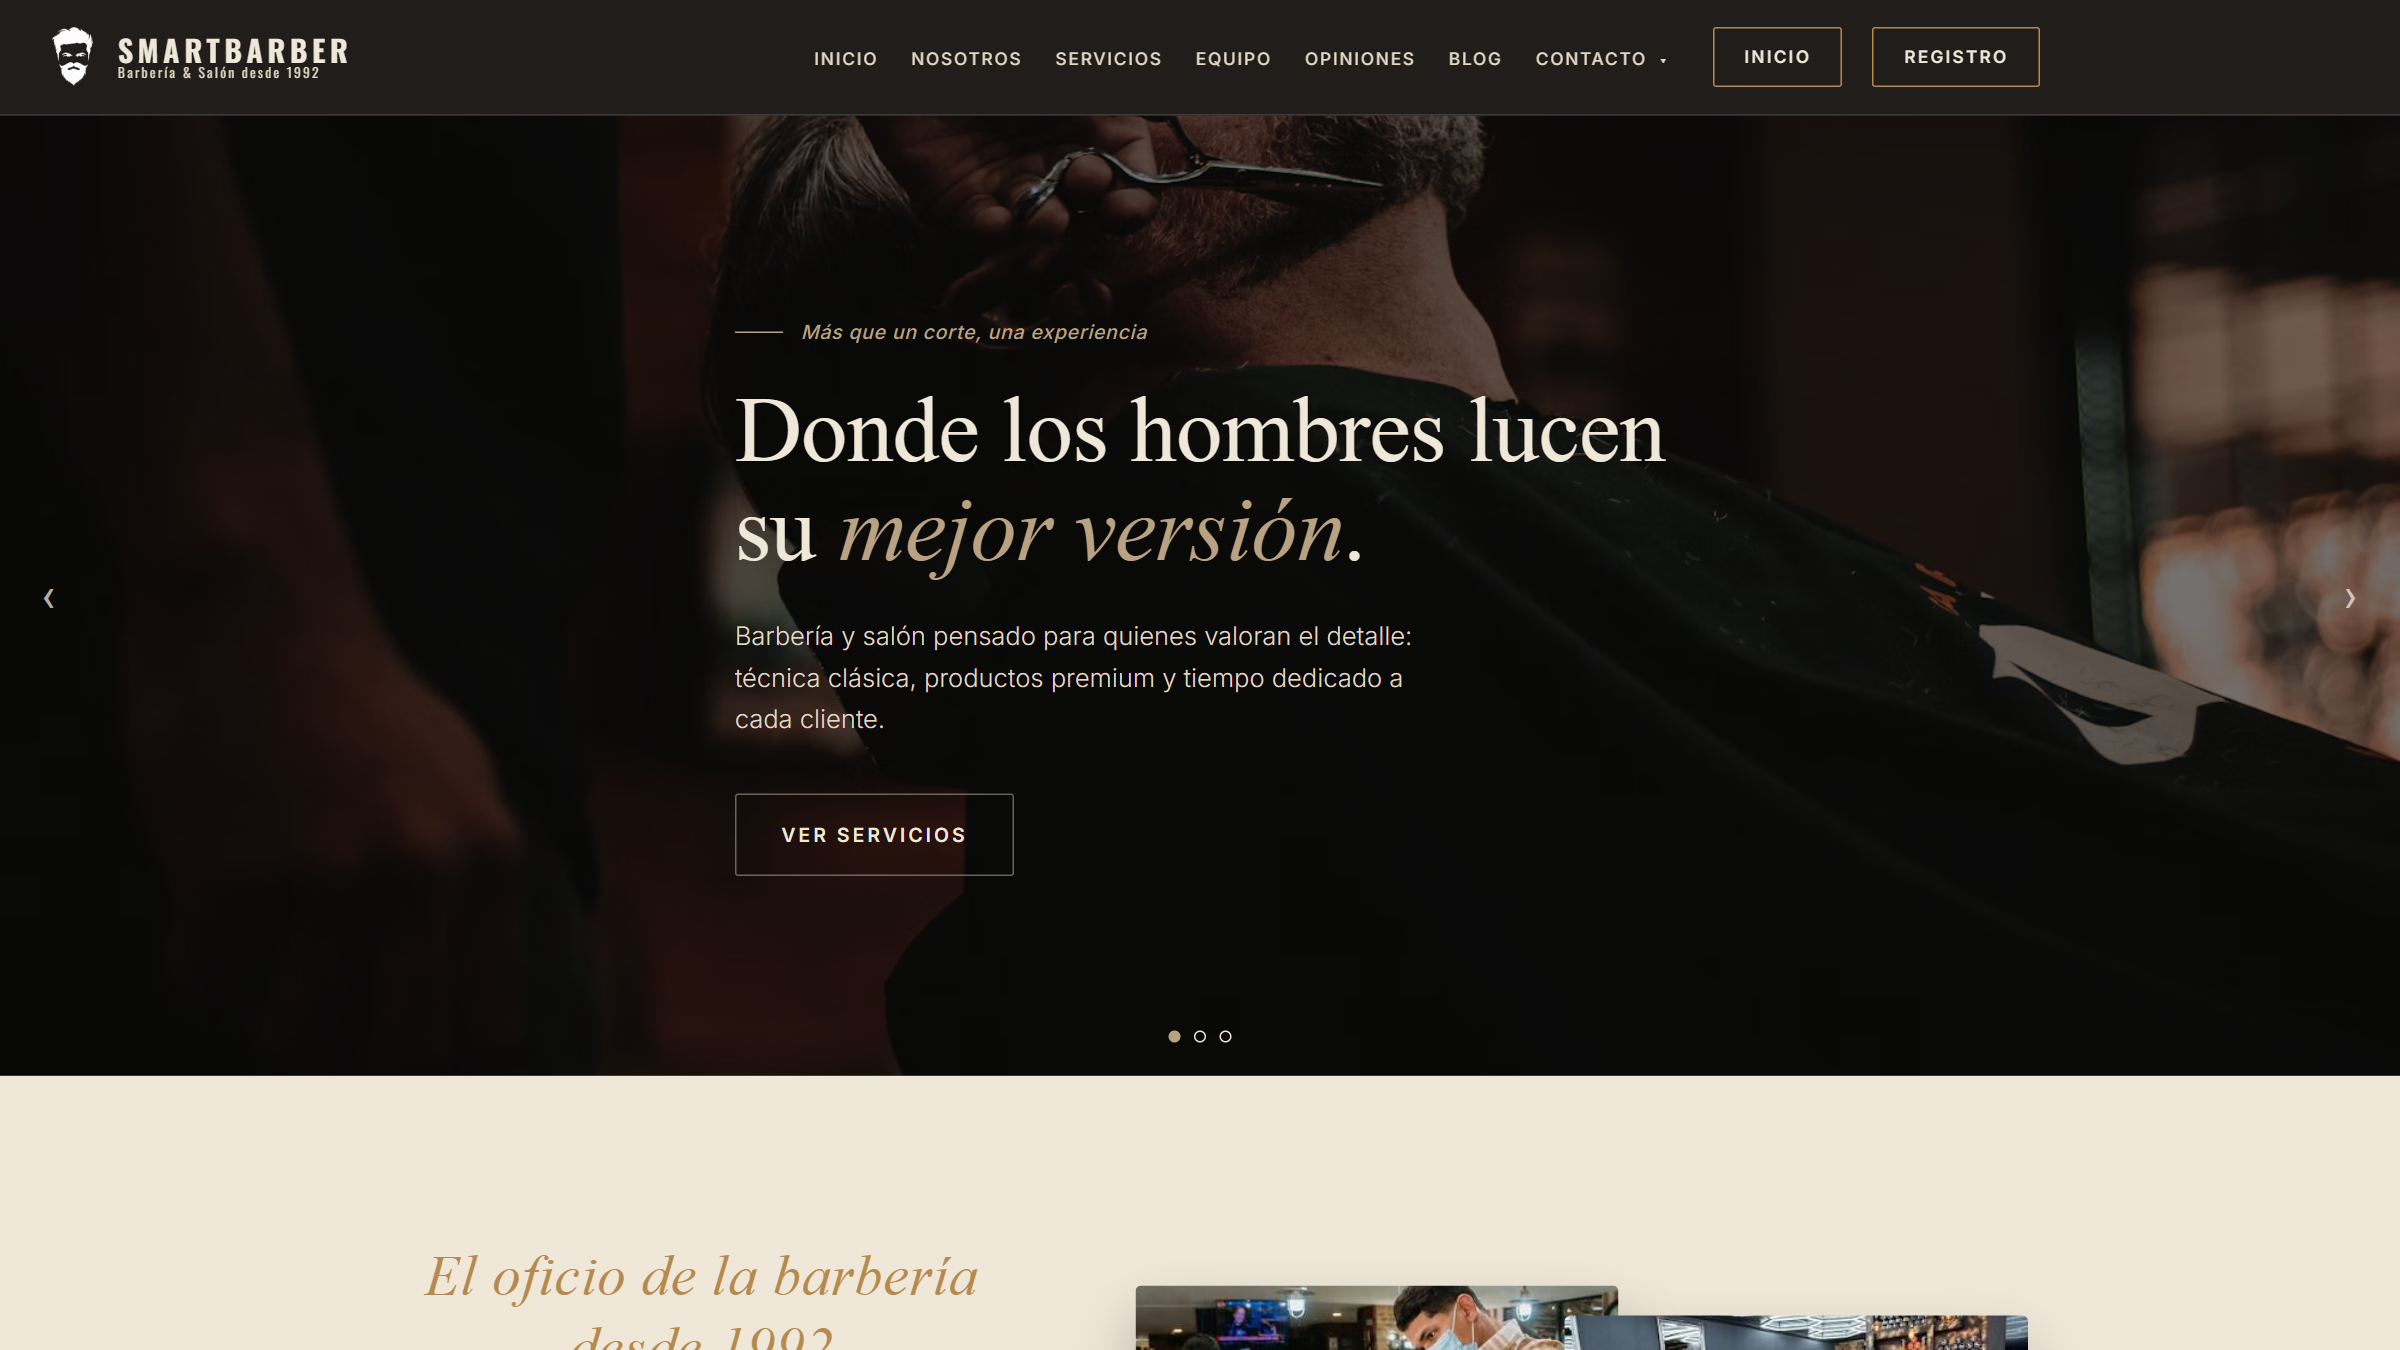 SMARTBARBER
Barbería & Salón desde 1992
INICIO NOSOTROS SERVICIOS EQUIPO OPINIONES BLOG CONTACTO INICIO REGISTRO
Más que un corte, una experiencia
Donde los hombres lucen
su mejor versión.
Barbería y salón pensado para quienes valoran el detalle:
técnica clásica, productos premium y tiempo dedicado a
cada cliente.
VER SERVICIOS
El oficio de la barbería
desde 1992